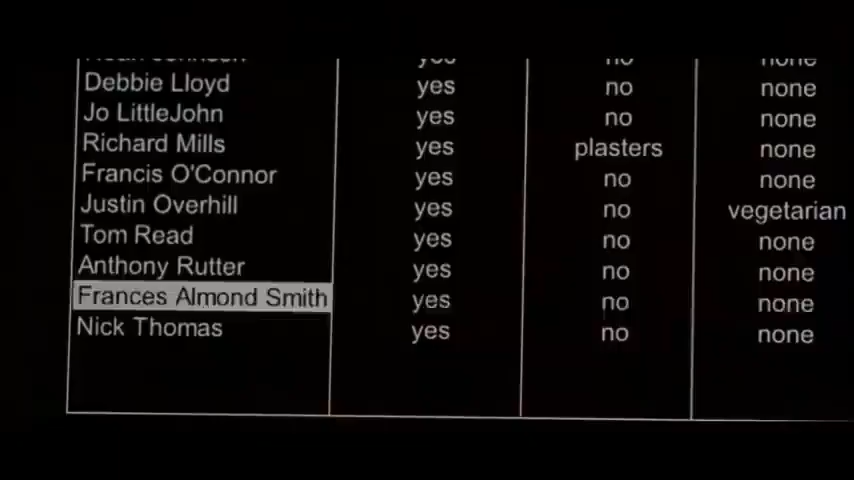 Debbie Lloyd yes no none
Jo LittleJohn yes no none
Richard Mills yes plasters none
Francis O'Connor yes no none
Justin Overhill yes no vegetarian
Tom Read yes no none
Anthony Rutter yes no none
Frances Almond Smith yes no none
Nick Thomas yes no none